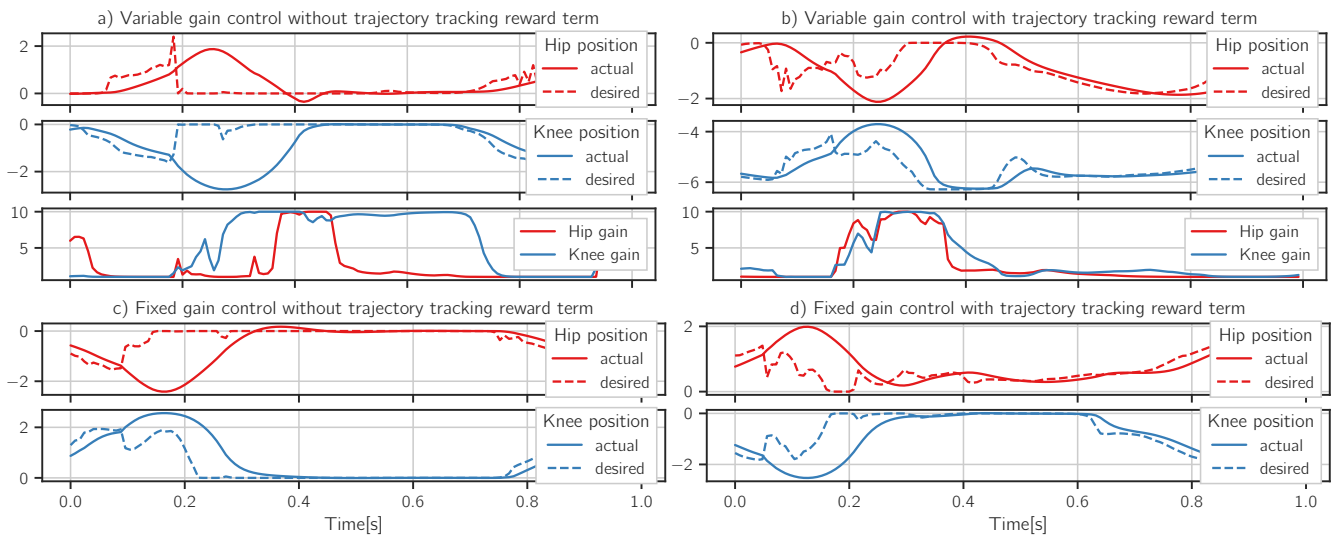 a) Variable gain control without trajectory tracking reward term
2
0
Hip position
actual
desired
0
−2
Knee position
actual
desired
10
5
Hip gain
Knee gain
b) Variable gain control with trajectory tracking reward term
0
−2
Hip position
actual
desired
−4
−6
Knee position
actual
desired
10
5
Hip gain
Knee gain
c) Fixed gain control without trajectory tracking reward term
0
−2
Hip position
actual
desired
2
0
Knee position
actual
desired
0.0 0.2 0.4 0.6 0.8 1.0
Time[s]
d) Fixed gain control with trajectory tracking reward term
2
0
Hip position
actual
desired
0
−2
Knee position
actual
desired
0.0 0.2 0.4 0.6 0.8 1.0
Time[s]